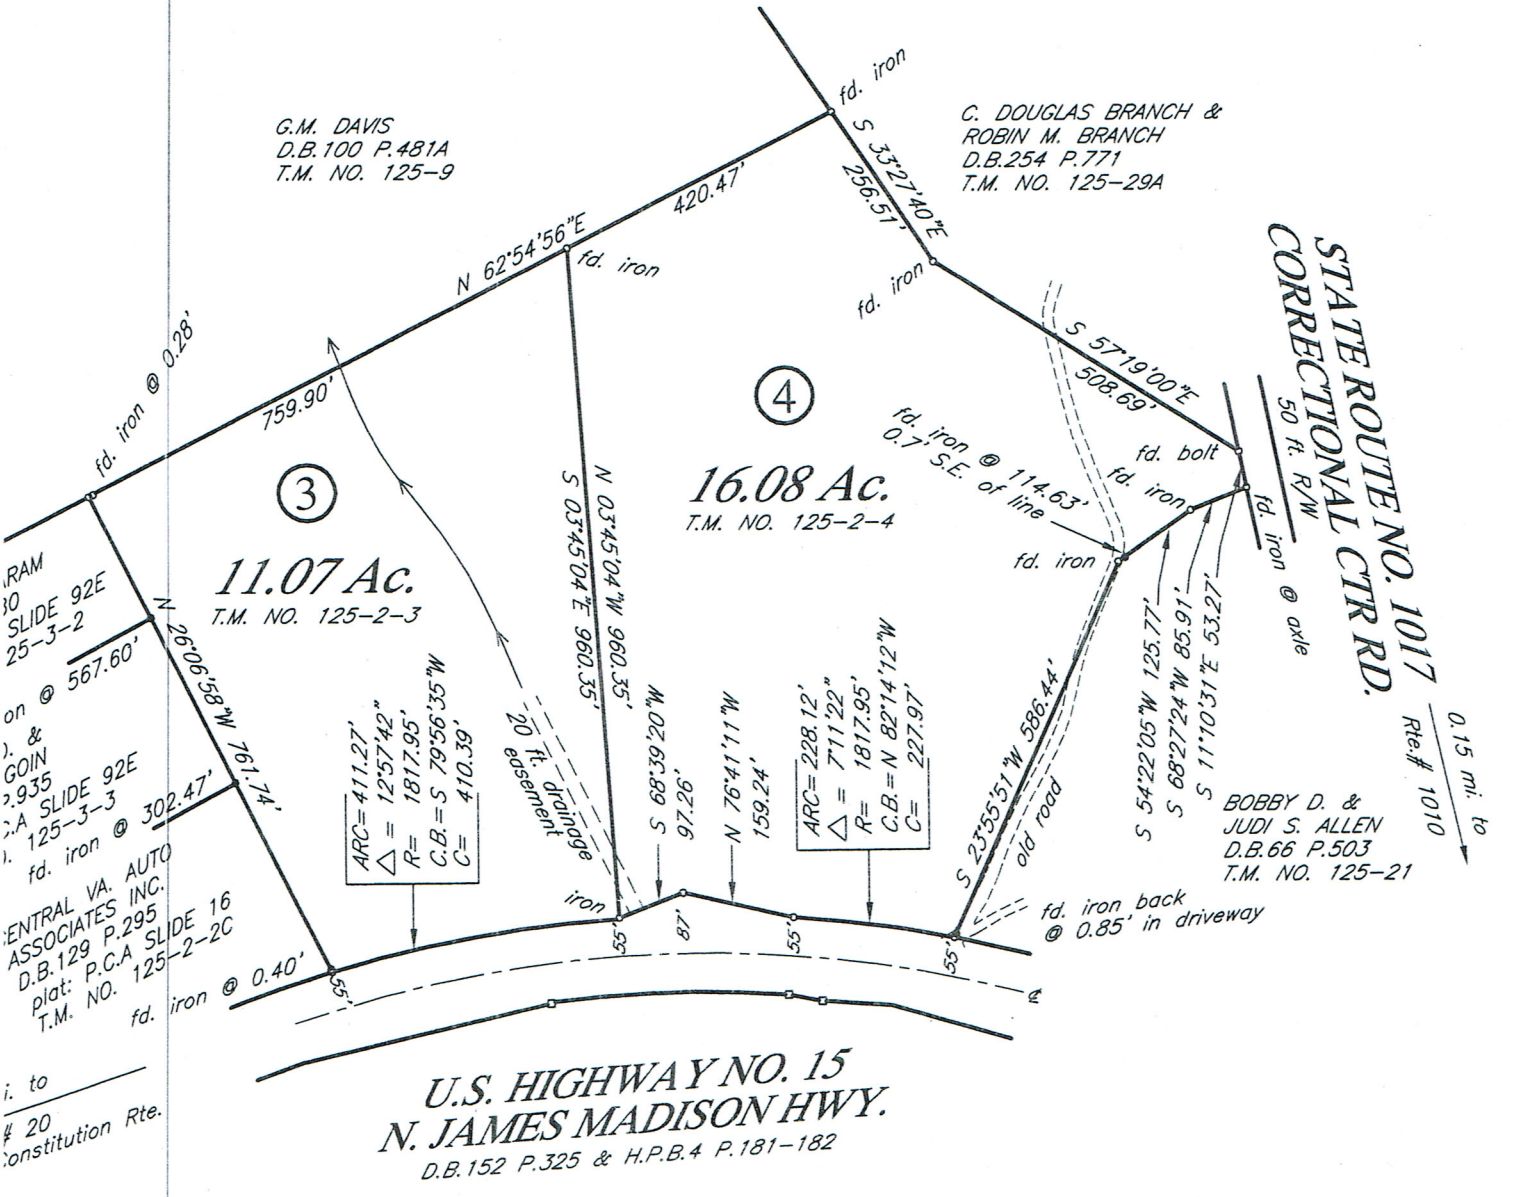 G.M. DAVIS
D.B.100 P.481A
T.M. NO. 125-9
fd. iron
C. DOUGLAS BRANCH &
ROBIN M. BRANCH
D.B.254 P.771
T.M. NO. 125-29A
S 33°27'40"E
256.51'
420.47'
N 62°54'56"E
fd. iron
fd. iron
fd. iron @ 0.28'
759.90'
S 57°19'00"E
508.69'
STATE ROUTE NO. 1017
CORRECTIONAL CTR RD.
50 ft. R/W
3
11.07 Ac.
T.M. NO. 125-2-3
4
16.08 Ac.
T.M. NO. 125-2-4
fd. iron @ 114.63'
0.7' S.E. of line
fd. bolt
fd. iron
fd. iron
fd. iron @ axle
N 03°45'04"W 960.35'
S 03°45'04"E 960.35'
N 26°06'58"W 761.74'
SLIDE 92E
25-3-2
on @ 567.60'
&
GOIN
SLIDE 92E
125-3-3
fd. iron @ 302.47'
ENTRAL VA. AUTO
ASSOCIATES INC.
D.B.129 P.295
plat: P.C.A SLIDE 16
T.M. NO. 125-2-2C
fd. iron @ 0.40'
ARC= 411.27'
△ = 12°57'42"
R= 1817.95'
C.B.= S 79°56'35"W
C= 410.39'
20 ft. drainage
easement
iron
S 68°39'20"W
97.26'
N 76°41'11"W
159.24'
ARC= 228.12'
△ = 7°11'22"
R= 1817.95'
C.B.= N 82°14'12"W
C= 227.97'
S 23°55'51"W 586.44'
old road
S 54°22'05"W 125.77'
S 68°27'24"W 85.91'
S 11°10'31"E 53.27'
0.15 mi. to
Rte.# 1010
BOBBY D. &
JUDI S. ALLEN
D.B.66 P.503
T.M. NO. 125-21
fd. iron back
@ 0.85' in driveway
55'
55'
87'
55'
55'
℄
i. to
# 20
onstitution Rte.
U.S. HIGHWAY NO. 15
N. JAMES MADISON HWY.
D.B.152 P.325 & H.P.B.4 P.181-182